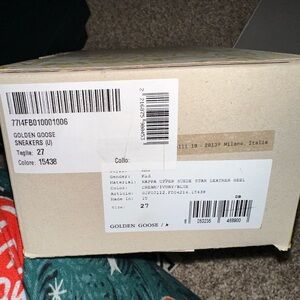 77I4FB010001006
GOLDEN GOOSE
SNEAKERS (U)
Taglia: 27
Colore: 15438
Collo:
20139 Milano, Italia
Gender: Kid
Material: NAPPA UPPER SUEDE STAR LEATHER HEEL
Color: CREAM/IVORY/BLUE
Made in: IT
Size: 27
GOLDEN GOOSE /